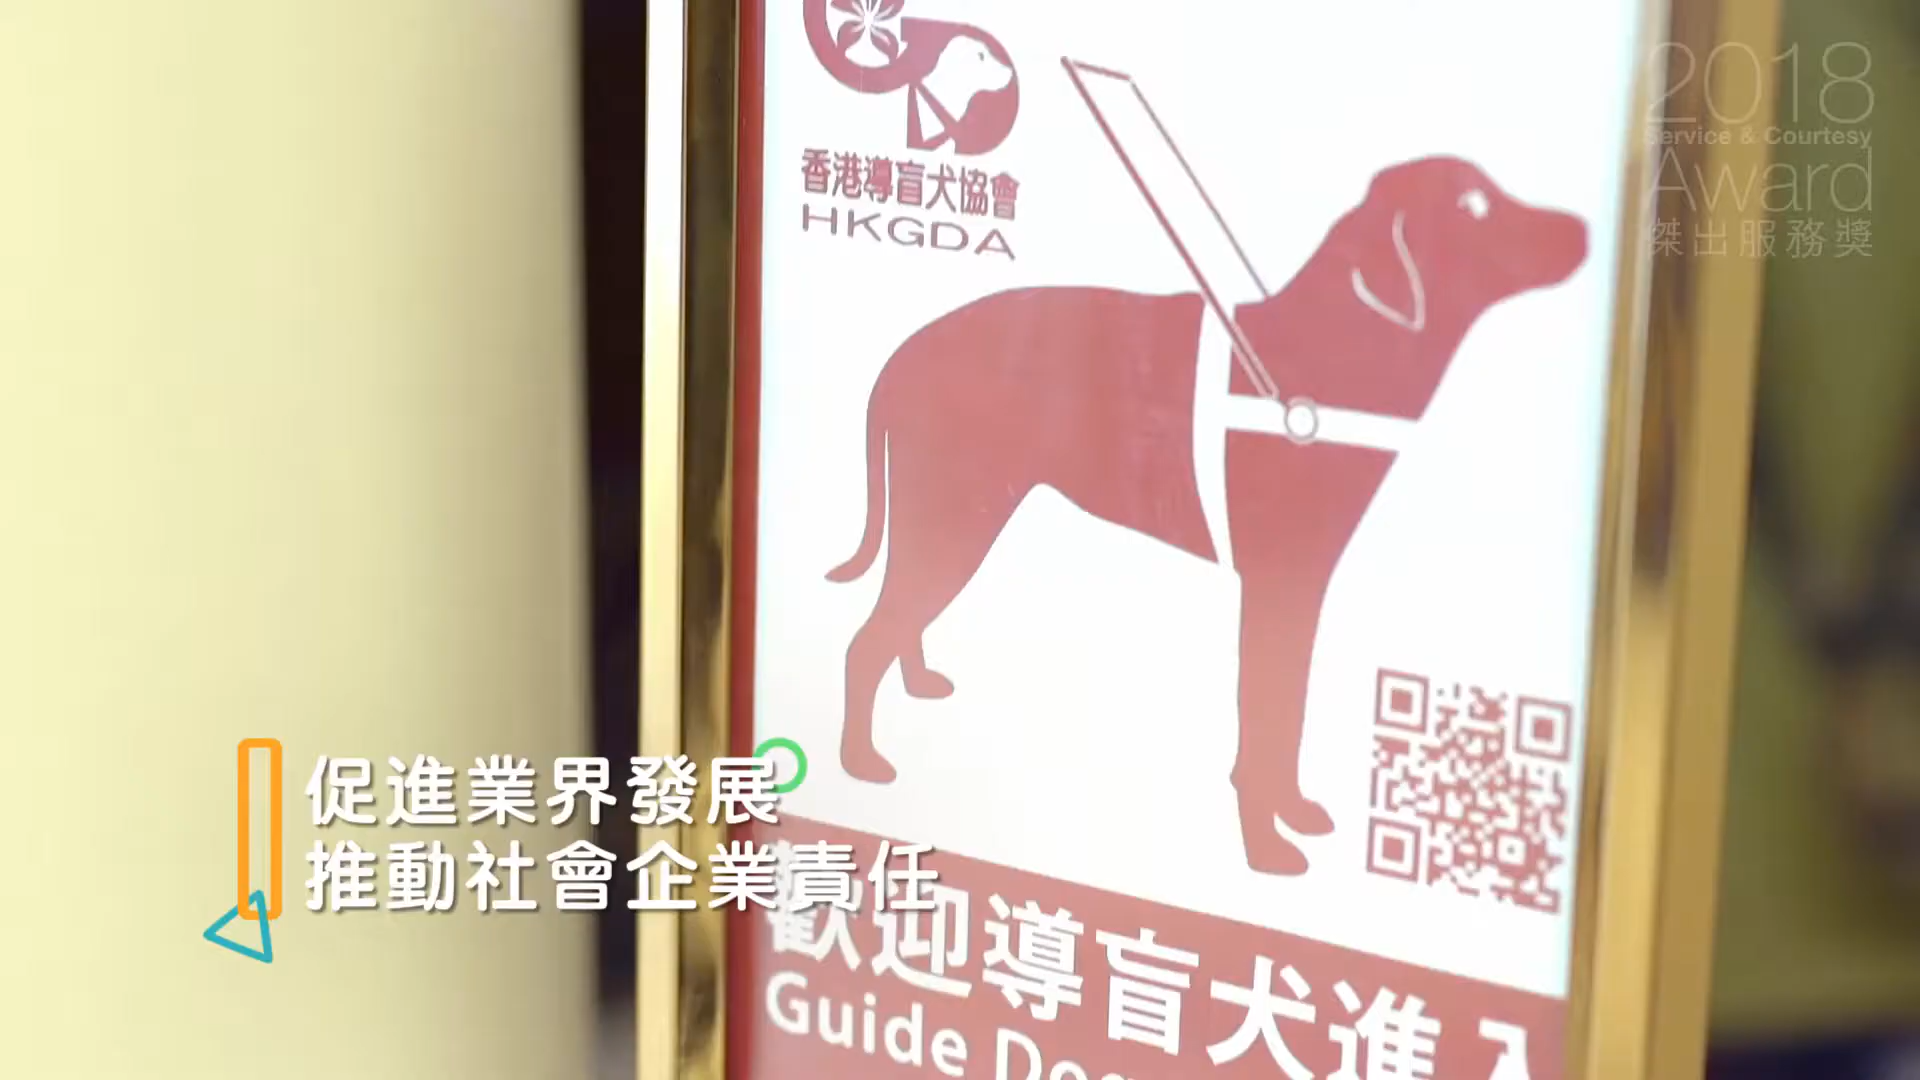 2018
Service & Courtesy
Award
傑出服務獎
香港導盲犬協會
HKGDA
促進業界發展
推動社會企業責任
歡迎導盲犬進入
Guide Dog